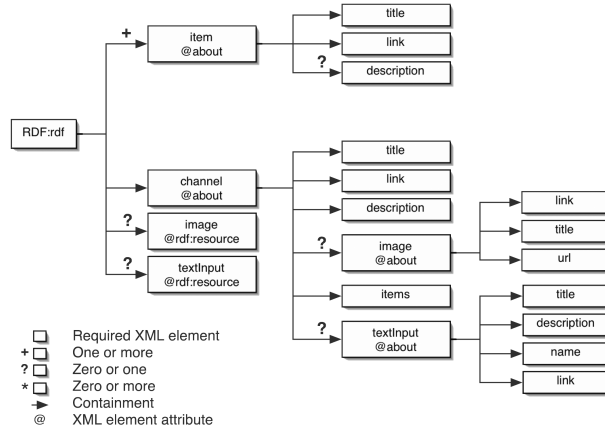 +
item
@about
title
link
?
description
RDF:rdf
channel
@about
title
link
description
?
image
@rdf:resource
?
textInput
@rdf:resource
?
image
@about
link
title
url
items
?
textInput
@about
title
description
name
link
Required XML element
+ One or more
? Zero or one
* Zero or more
Containment
@ XML element attribute